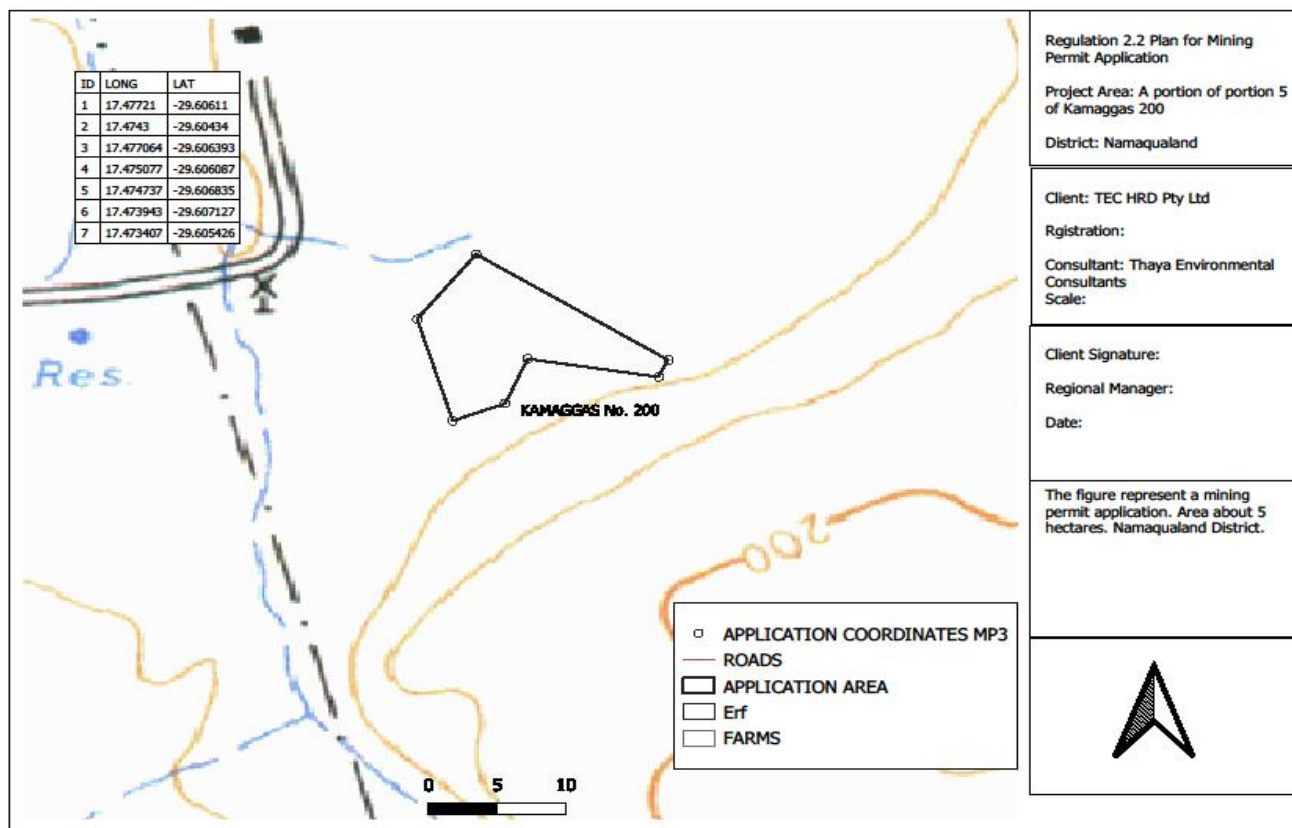 ID LONG LAT
1 17.47721 -29.60611
2 17.4743 -29.60434
3 17.477064 -29.606393
4 17.475077 -29.606087
5 17.474737 -29.606835
6 17.473943 -29.607127
7 17.473407 -29.605426
Res.
KAMAGGAS No. 200
200
APPLICATION COORDINATES MP3
ROADS
APPLICATION AREA
Erf
FARMS
0 5 10
Regulation 2.2 Plan for Mining
Permit Application
Project Area: A portion of portion 5
of Kamaggas 200
District: Namaqualand
Client: TEC HRD Pty Ltd
Rgistration:
Consultant: Thaya Environmental
Consultants
Scale:
Client Signature:
Regional Manager:
Date:
The figure represent a mining
permit application. Area about 5
hectares. Namaqualand District.